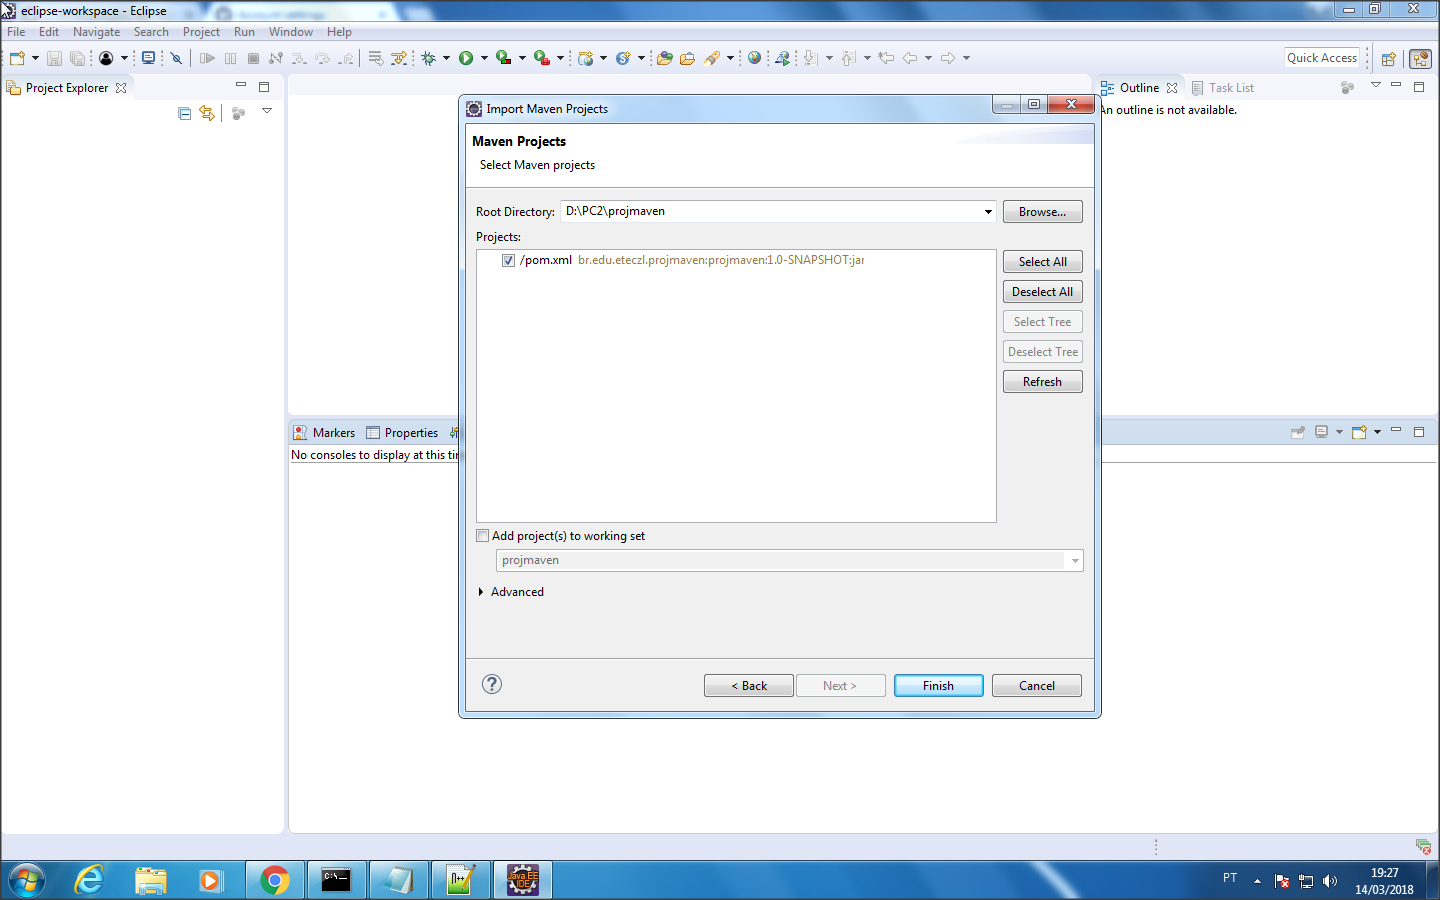 eclipse-workspace - Eclipse
File Edit Navigate Search Project Run Window Help
Quick Access
Project Explorer
Outline Task List
An outline is not available.
Import Maven Projects
Maven Projects
Select Maven projects
Root Directory: D:\PC2\projmaven Browse...
Projects:
/pom.xml br.edu.eteczl.projmaven:projmaven:1.0-SNAPSHOT:jar
Select All
Deselect All
Select Tree
Deselect Tree
Refresh
Markers Properties
No consoles to display at this tir
Add project(s) to working set
projmaven
Advanced
< Back Next > Finish Cancel
C:\_
Java EE
IDE
PT
19:27
14/03/2018